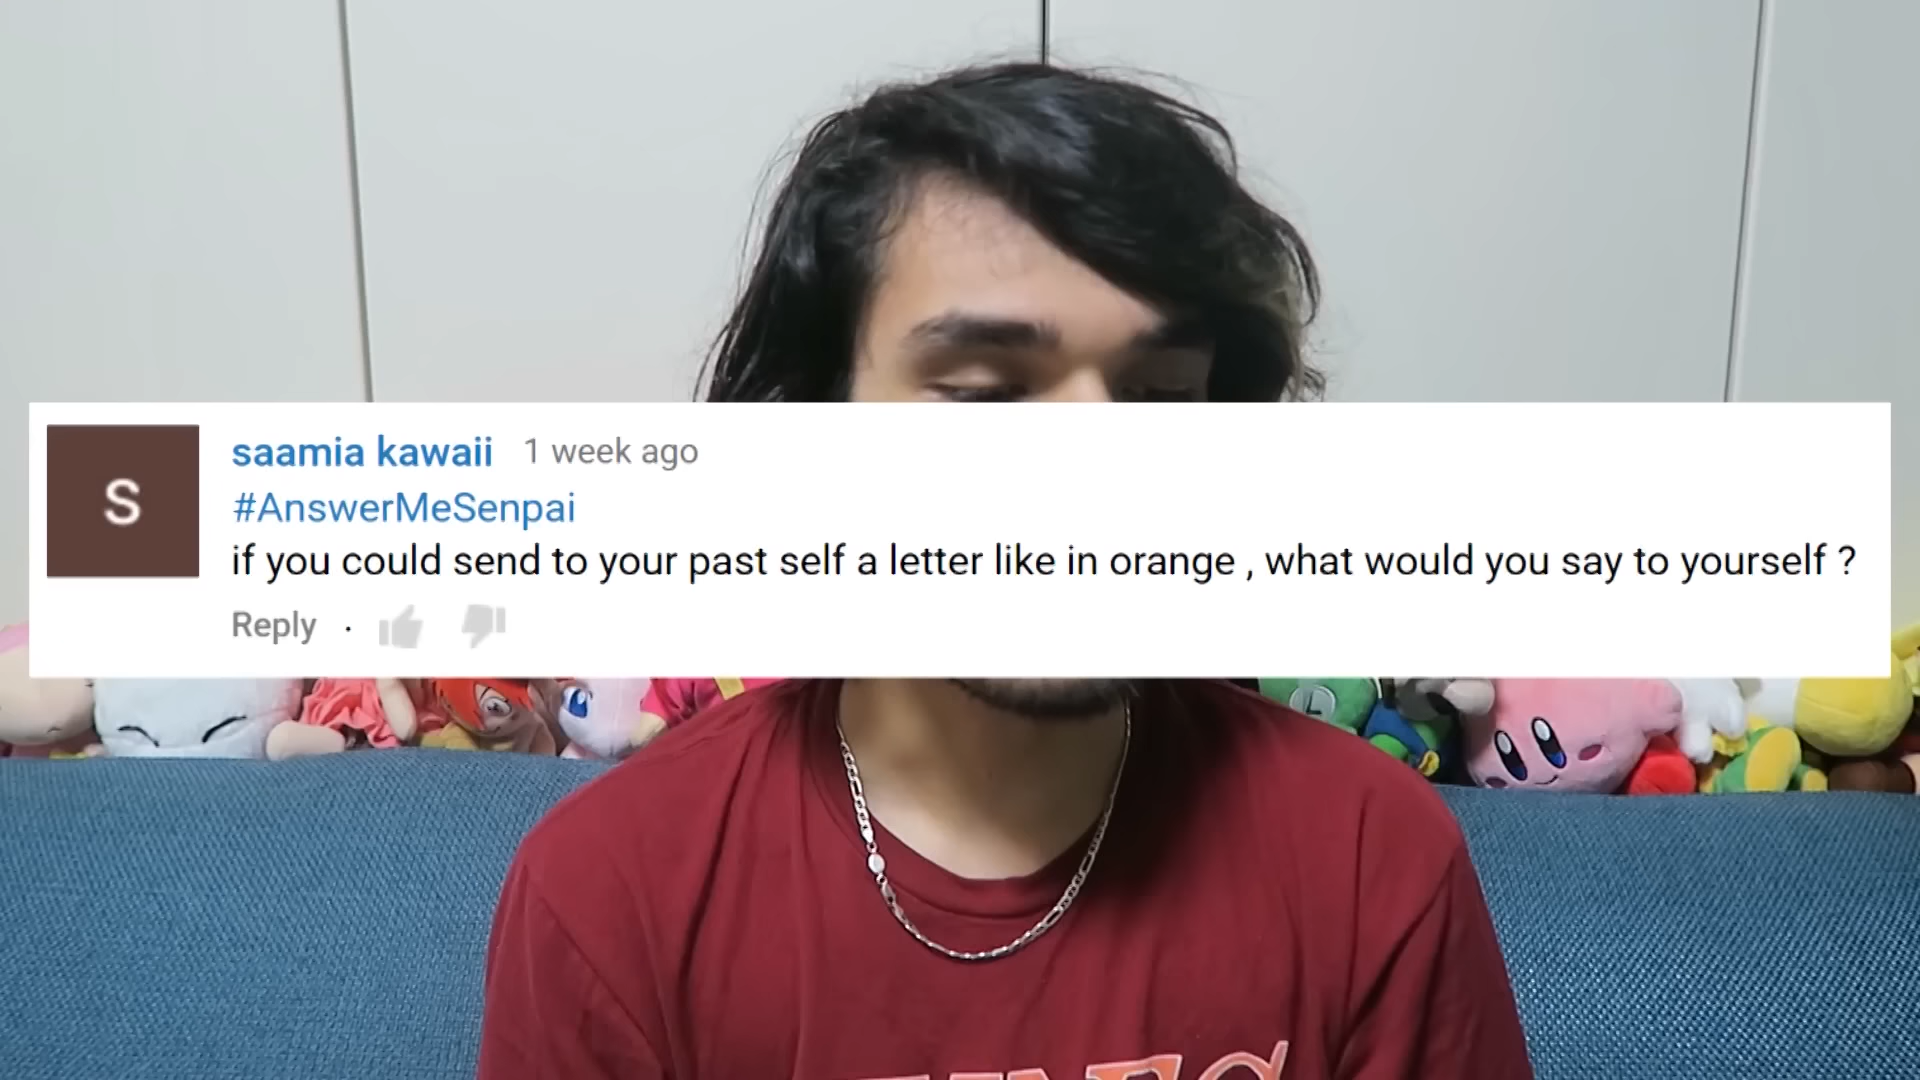 S
saamia kawaii 1 week ago
#AnswerMeSenpai
if you could send to your past self a letter like in orange , what would you say to yourself ?
Reply ·
L